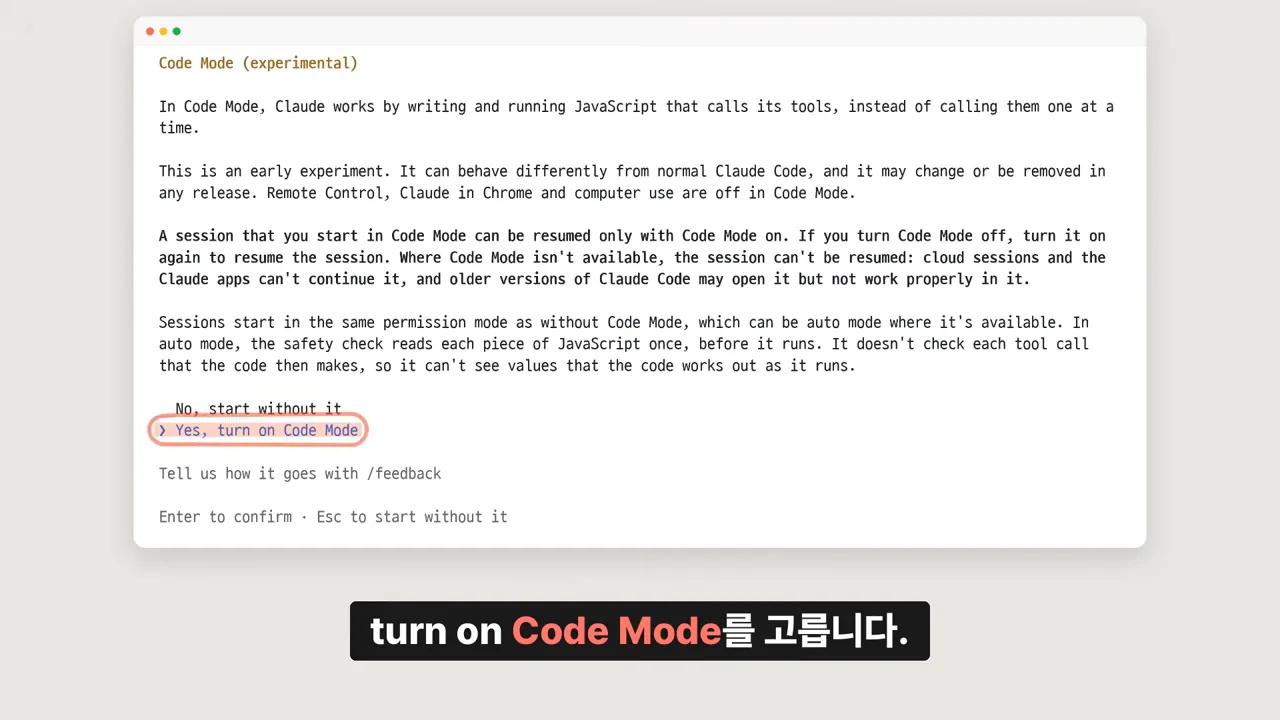 Code Mode (experimental)
In Code Mode, Claude works by writing and running JavaScript that calls its tools, instead of calling them one at a
time.
This is an early experiment. It can behave differently from normal Claude Code, and it may change or be removed in
any release. Remote Control, Claude in Chrome and computer use are off in Code Mode.
A session that you start in Code Mode can be resumed only with Code Mode on. If you turn Code Mode off, turn it on
again to resume the session. Where Code Mode isn't available, the session can't be resumed: cloud sessions and the
Claude apps can't continue it, and older versions of Claude Code may open it but not work properly in it.
Sessions start in the same permission mode as without Code Mode, which can be auto mode where it's available. In
auto mode, the safety check reads each piece of JavaScript once, before it runs. It doesn't check each tool call
that the code then makes, so it can't see values that the code works out as it runs.
No, start without it
❯ Yes, turn on Code Mode
Tell us how it goes with /feedback
Enter to confirm · Esc to start without it
turn on Code Mode를 고릅니다.